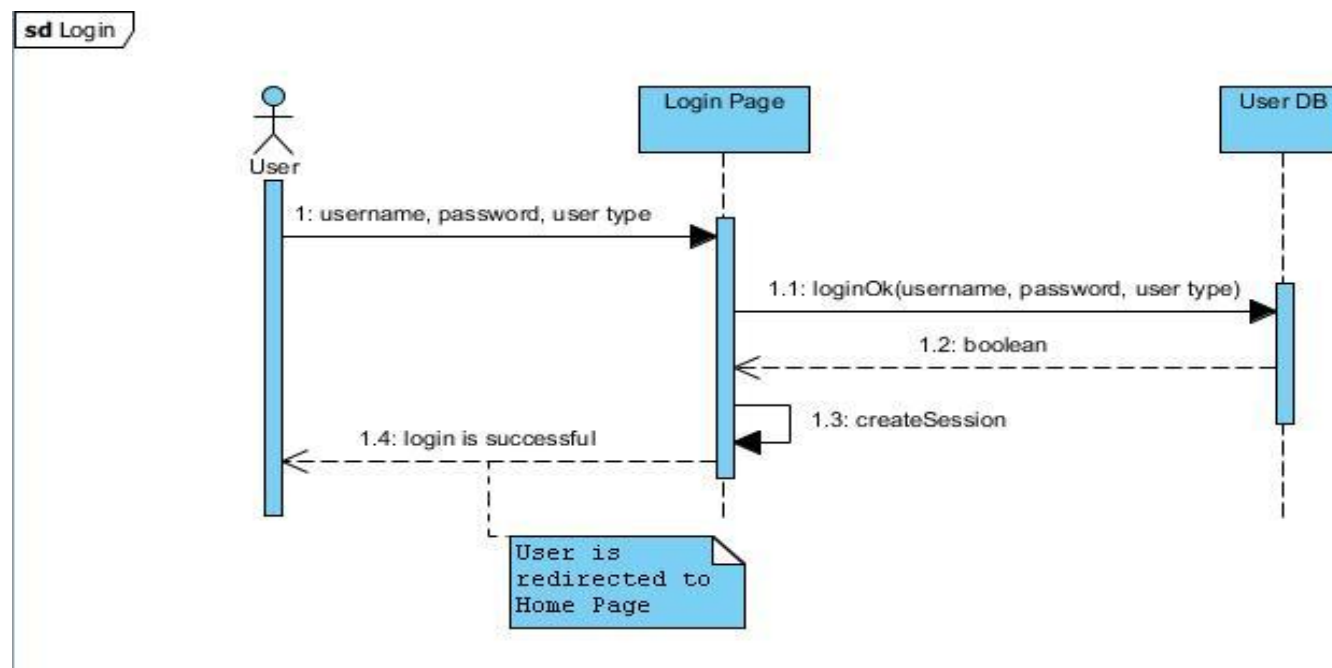 sd Login
Login Page
User DB
User
1: username, password, user type
1.1: loginOk(username, password, user type)
1.2: boolean
1.3: createSession
1.4: login is successful
User is
redirected to
Home Page